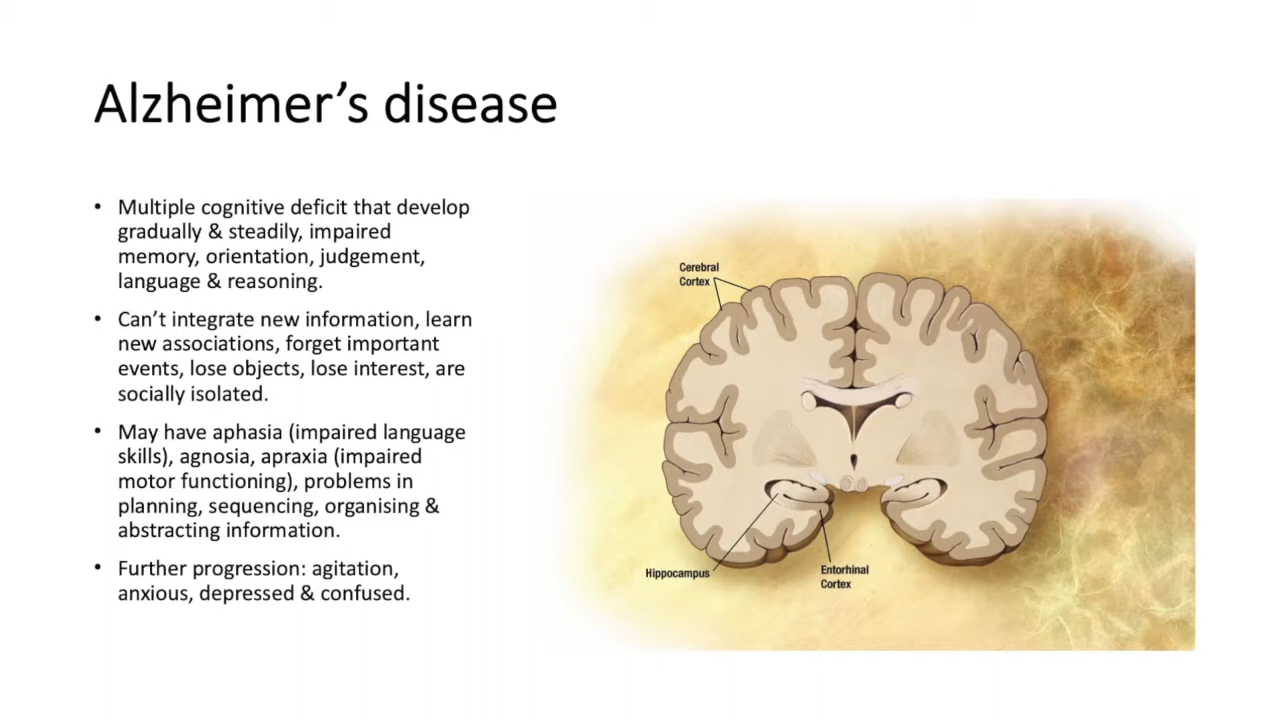 Alzheimer’s disease
• Multiple cognitive deficit that develop
gradually & steadily, impaired
memory, orientation, judgement,
language & reasoning.
• Can’t integrate new information, learn
new associations, forget important
events, lose objects, lose interest, are
socially isolated.
• May have aphasia (impaired language
skills), agnosia, apraxia (impaired
motor functioning), problems in
planning, sequencing, organising &
abstracting information.
• Further progression: agitation,
anxious, depressed & confused.
Cerebral
Cortex
Hippocampus
Entorhinal
Cortex